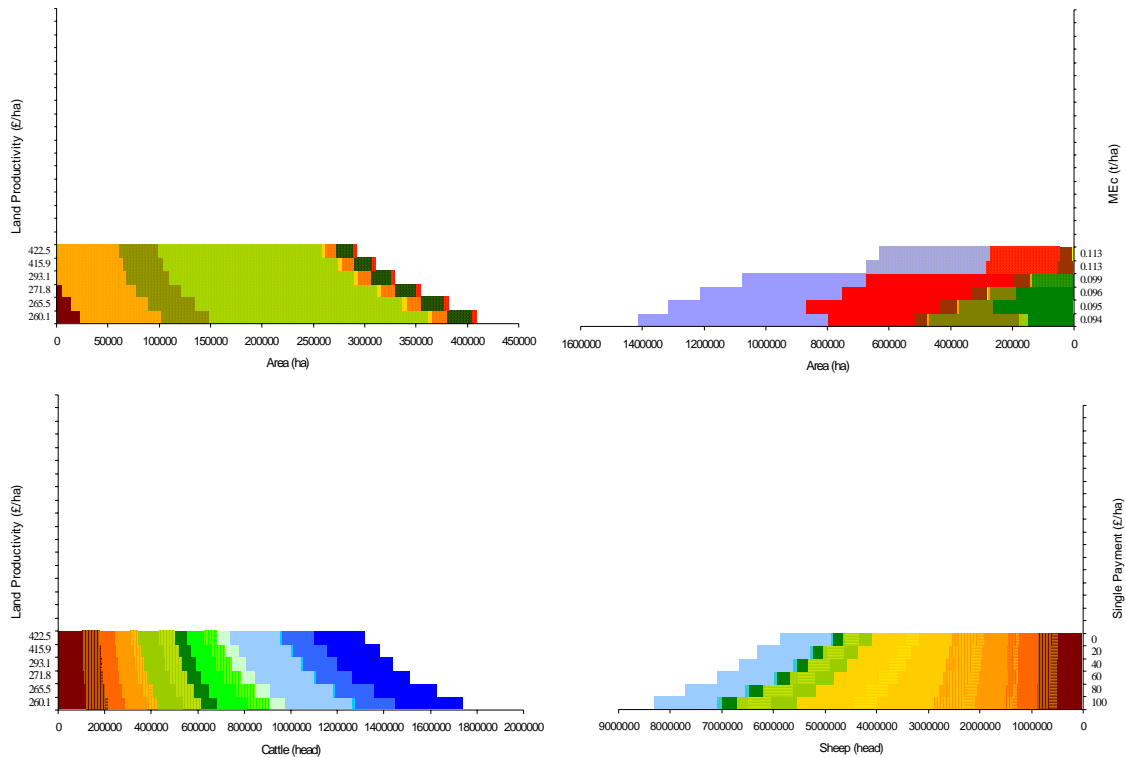 Land Productivity (£/ha)
422.5
415.9
293.1
271.8
265.5
260.1
0 50000 100000 150000 200000 250000 300000 350000 400000 450000
Area (ha)
MEc (t/ha)
0.113
0.113
0.099
0.096
0.095
0.094
1600000 1400000 1200000 1000000 800000 600000 400000 200000 0
Area (ha)
Land Productivity (£/ha)
422.5
415.9
293.1
271.8
265.5
260.1
0 200000 400000 600000 800000 1000000 1200000 1400000 1600000 1800000 2000000
Cattle (head)
Single Payment (£/ha)
0
20
40
60
80
100
9000000 8000000 7000000 6000000 5000000 4000000 3000000 2000000 1000000 0
Sheep (head)